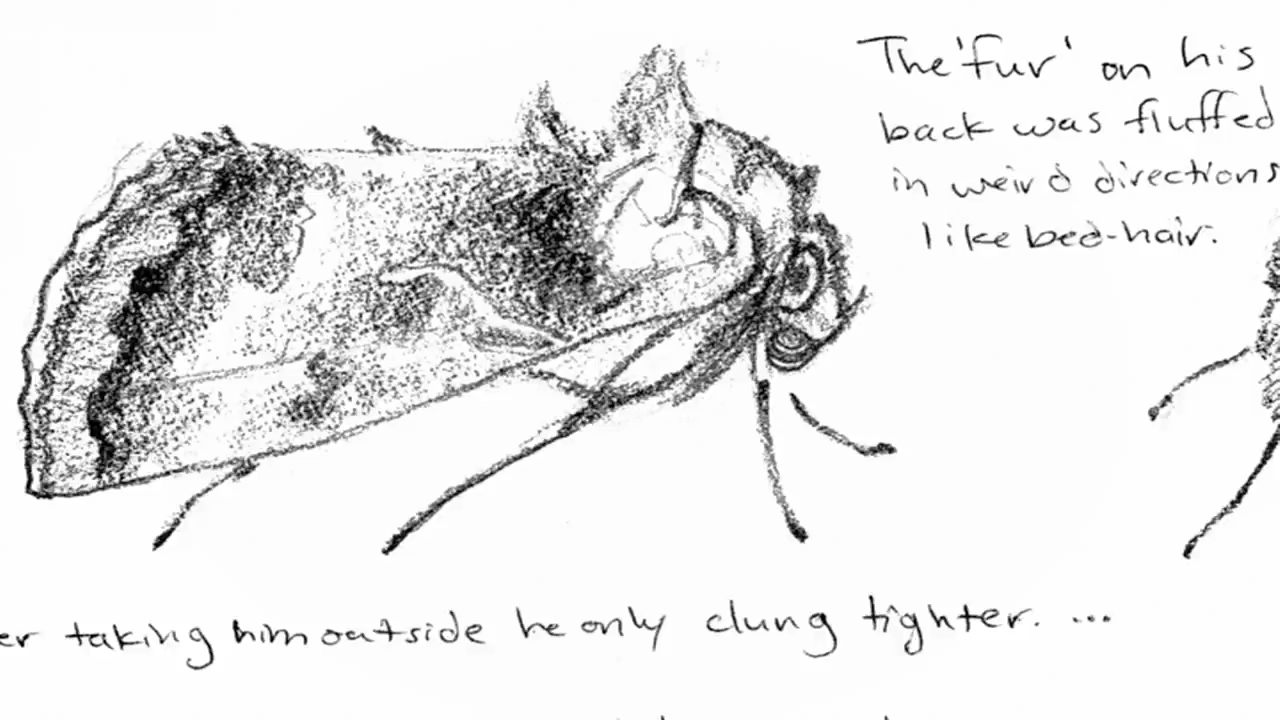 The 'fur' on his
back was fluffed
in weird directions
like bed-hair.
er taking him outside he only clung tighter. ...